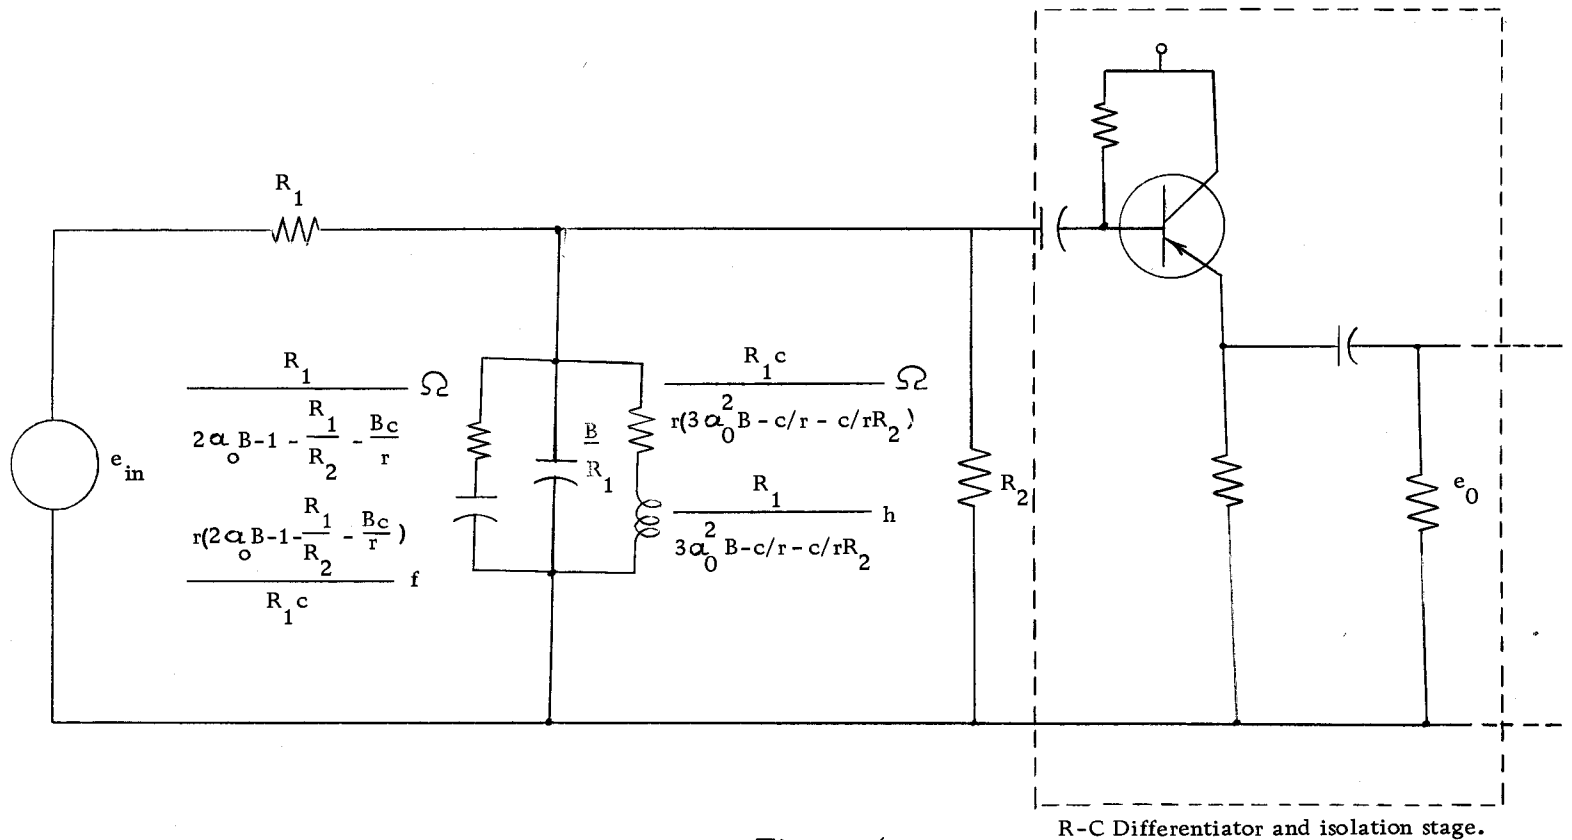 R₁
R₁
2α₀B-1 - R₁/R₂ - Bc/r Ω
r(2α₀B-1-R₁/R₂ - Bc/r)
R₁c f
e_in
B/R₁
R₁c
r(3α₀²B - c/r - c/rR₂) Ω
R₁
3α₀²B-c/r - c/rR₂ h
R₂
e₀
R-C Differentiator and isolation stage.